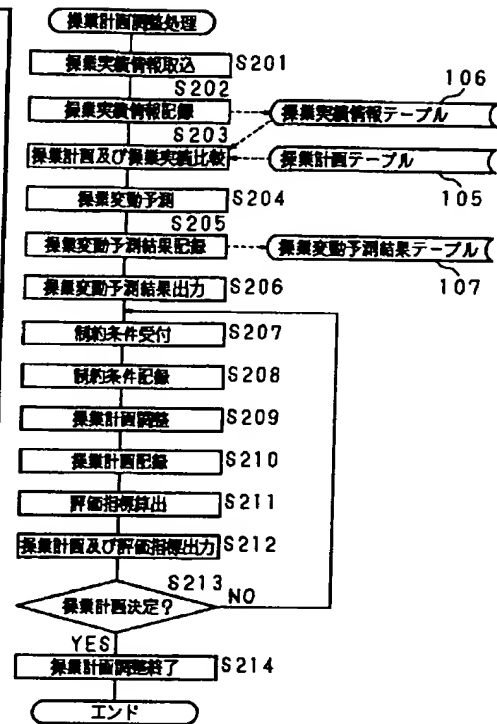 操業計画調整処理
操業実績情報取込 S201
S202 106
操業実績情報記録 操業実績情報テーブル
S203
操業計画及び操業実績比較 操業計画テーブル
操業変動予測 S204 105
S205
操業変動予測結果記録 操業変動予測結果テーブル
操業変動予測結果出力 S206 107
制約条件受付 S207
制約条件記録 S208
操業計画調整 S209
操業計画記録 S210
評価指標算出 S211
操業計画及び評価指標出力 S212
S213
操業計画決定? NO
YES
操業計画調整終了 S214
エンド